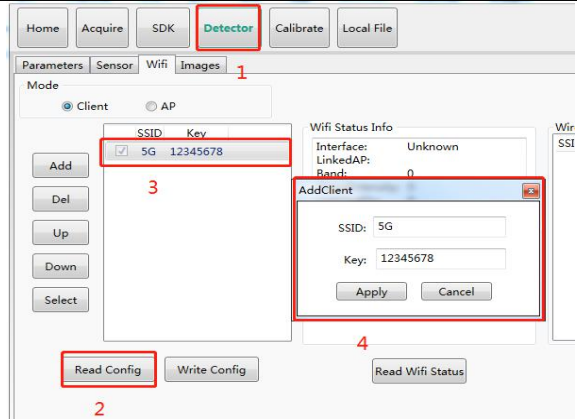 Home Acquire SDK Detector Calibrate Local File
Parameters Sensor Wifi Images
1
Mode
Client AP
SSID Key
5G 12345678
3
Add
Del
Up
Down
Select
Wifi Status Info
Interface: Unknown
LinkedAP:
Band: 0
AddClient
SSID: 5G
Key: 12345678
Apply Cancel
4
SSI
Read Config Write Config Read Wifi Status
2